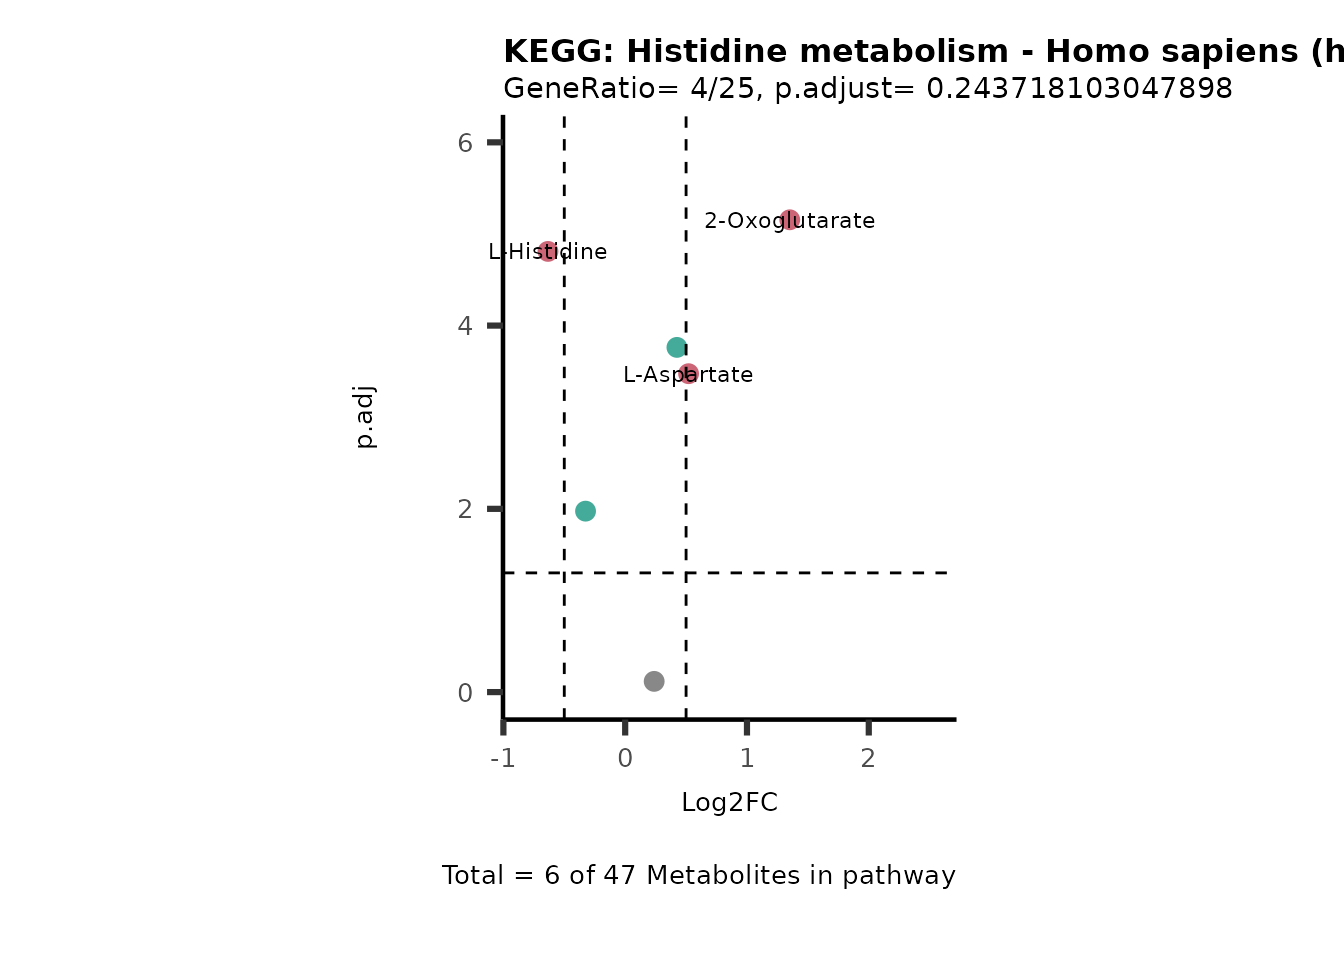 KEGG: Histidine metabolism - Homo sapiens (h
GeneRatio= 4/25, p.adjust= 0.243718103047898
6
2-Oxoglutarate
L-Histidine
4
L-Aspartate
p.adj
2
0
-1 0 1 2
Log2FC
Total = 6 of 47 Metabolites in pathway